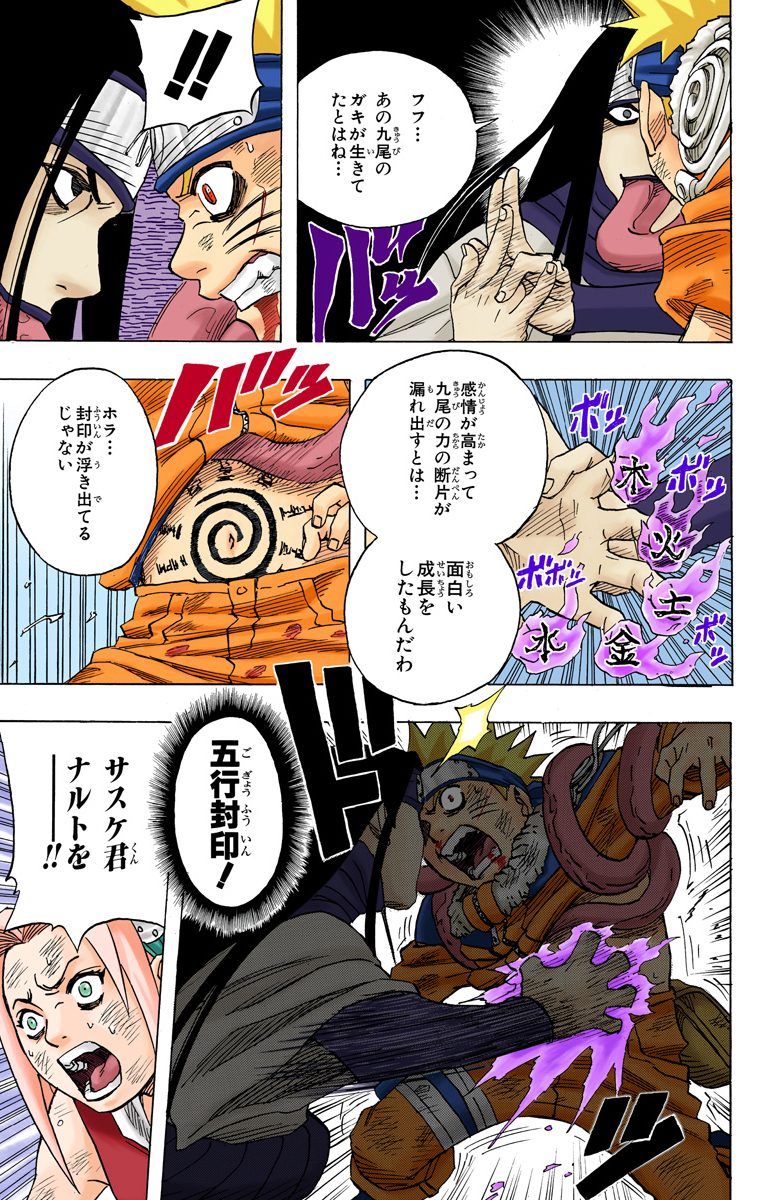 フフ…
あの九尾の
ガキが生きて
たとはね…
バッ
!!
感情が高まって
九尾の力の断片が
漏れ出すとは…
面白い
成長を
したもんだわ
ボボッ
ボッ
ボボッ
ボッ
木
火
土
金
水
バッ
ホラ…
封印が浮き出てる
じゃない
五行封印！
ドッ
サスケ君
ナルトを
――!!